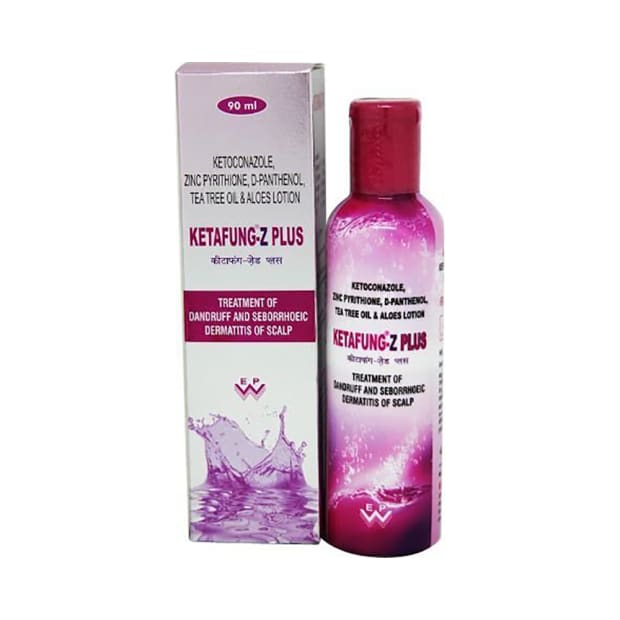 90 ml
KETOCONAZOLE,
ZINC PYRITHIONE, D-PANTHENOL,
TEA TREE OIL & ALOES LOTION
KETAFUNG®-Z PLUS
कीटाफंग-ज़ेड प्लस
TREATMENT OF
DANDRUFF AND SEBORRHOEIC
DERMATITIS OF SCALP
E P
W
KETOCONAZOLE,
ZINC PYRITHIONE, D-PANTHENOL,
TEA TREE OIL & ALOES LOTION
KETAFUNG®-Z PLUS
कीटाफंग-ज़ेड प्लस
TREATMENT OF
DANDRUFF AND SEBORRHOEIC
DERMATITIS OF SCALP
E P
W